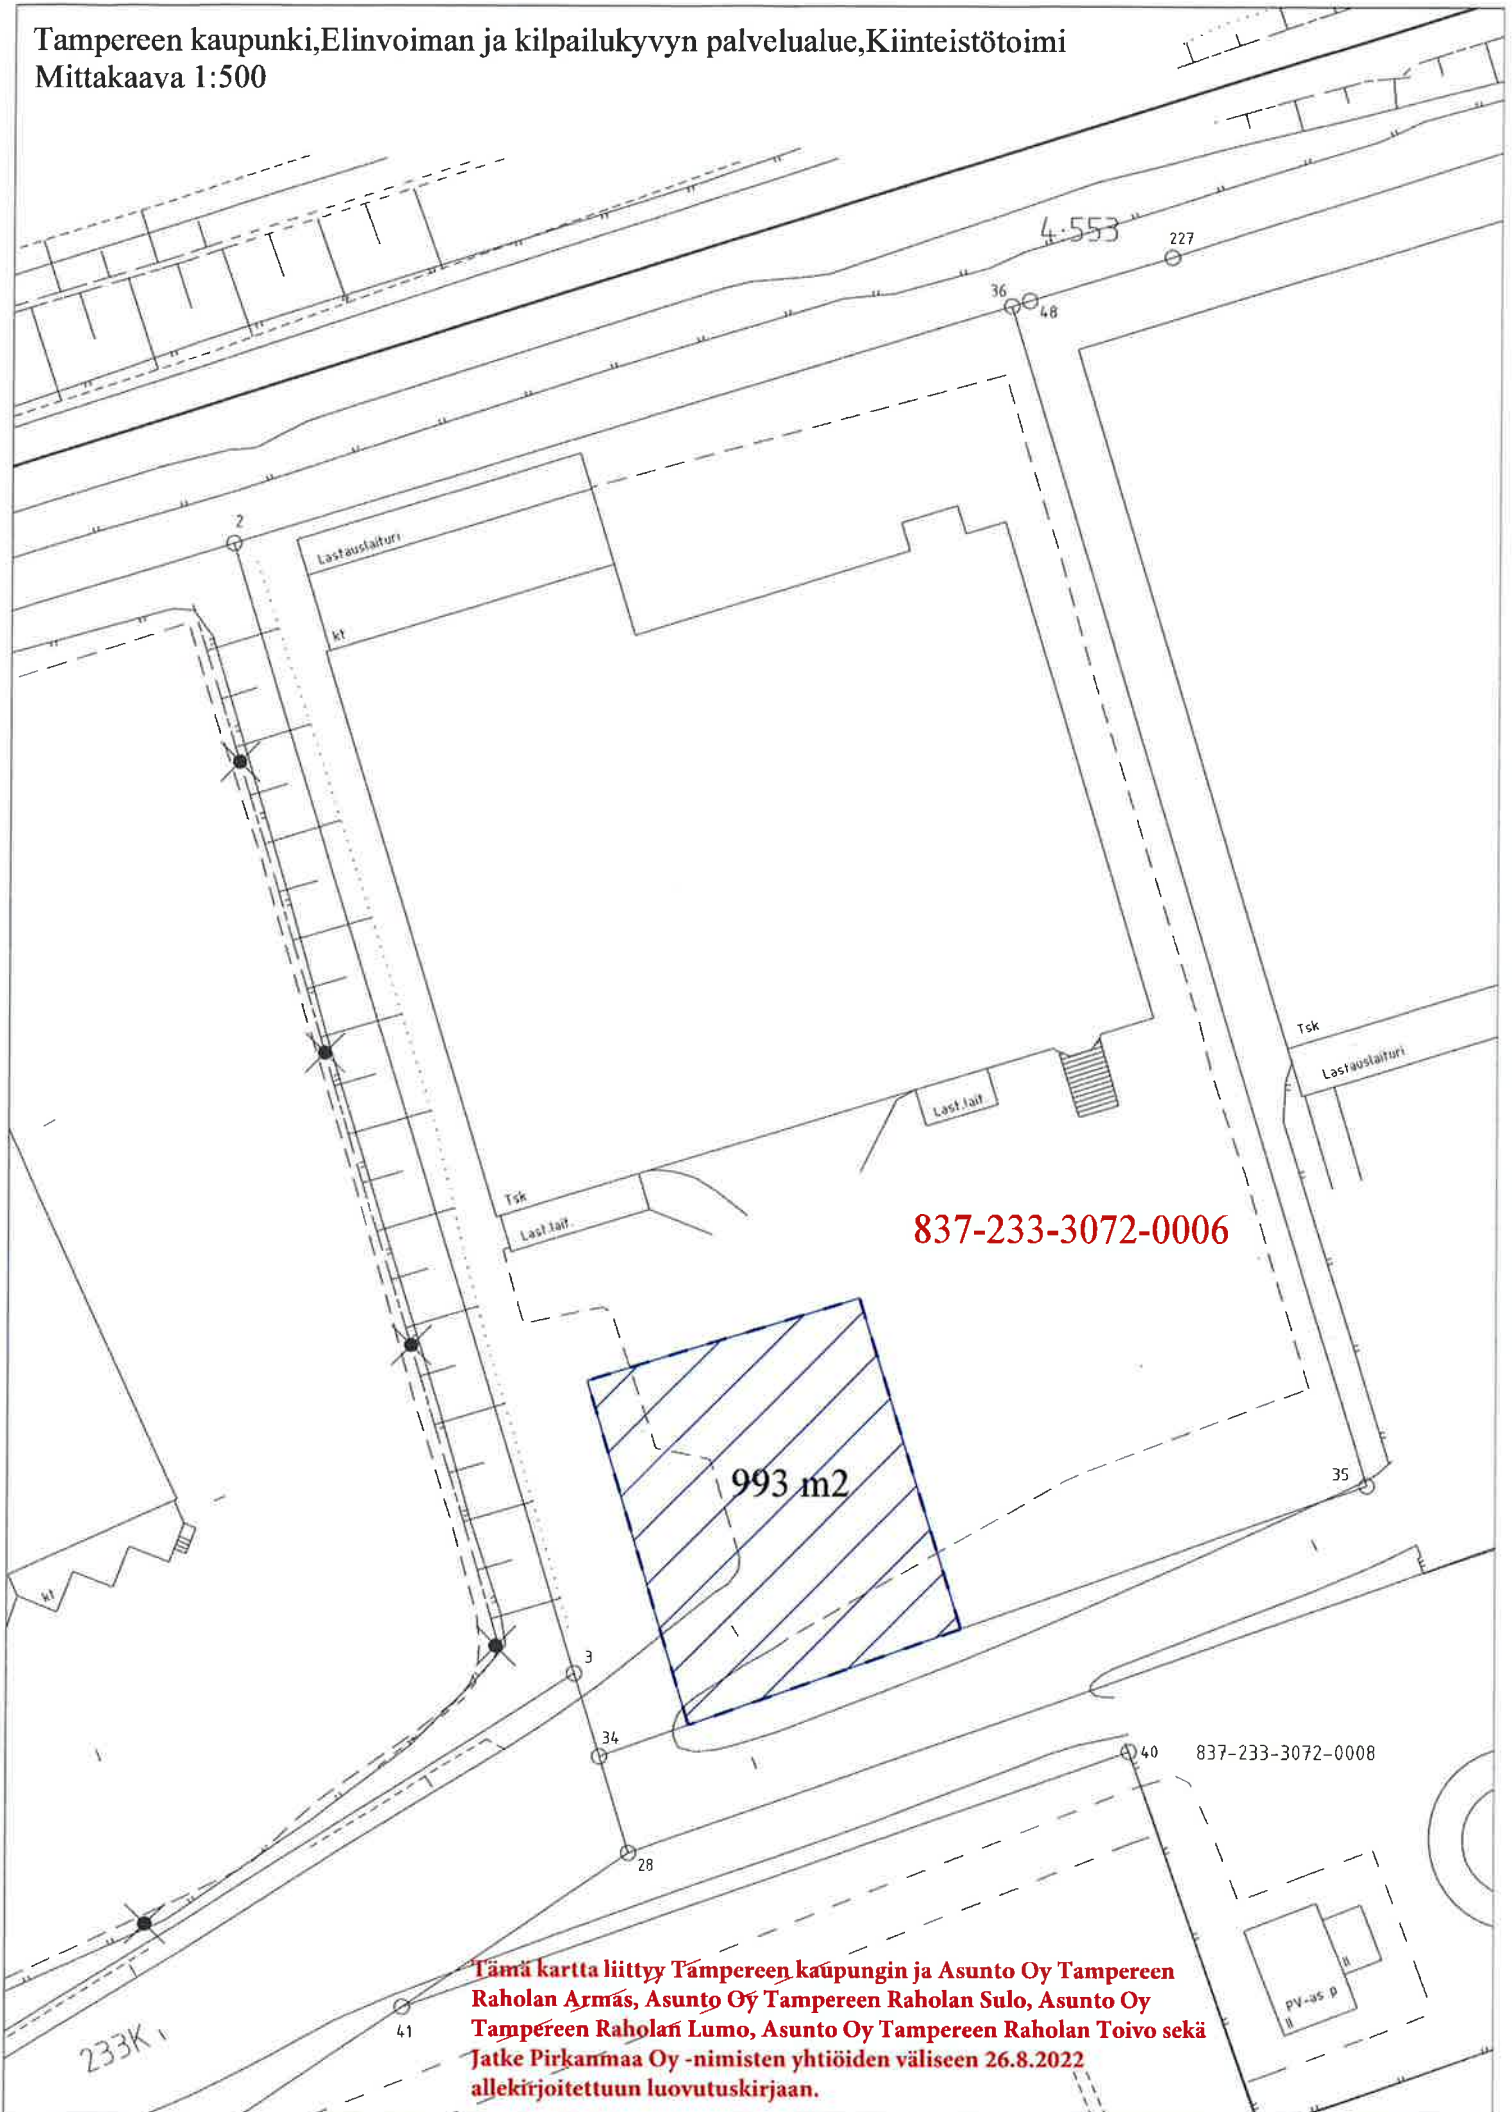 Tampereen kaupunki,Elinvoiman ja kilpailukyvyn palvelualue,Kiinteistötoimi
Mittakaava 1:500
4:553
227
36
48
2
Lastauslaituri
kt
Tsk
Lastauslaituri
Last.lait
Tsk
Last.lait.
837-233-3072-0006
993 m2
35
kt
3
34
40
837-233-3072-0008
28
PV-as p
II
II
41
233K
Tämä kartta liittyy Tampereen kaupungin ja Asunto Oy Tampereen
Raholan Armas, Asunto Oy Tampereen Raholan Sulo, Asunto Oy
Tampereen Raholan Lumo, Asunto Oy Tampereen Raholan Toivo sekä
Jatke Pirkanmaa Oy -nimisten yhtiöiden väliseen 26.8.2022
allekirjoitettuun luovutuskirjaan.